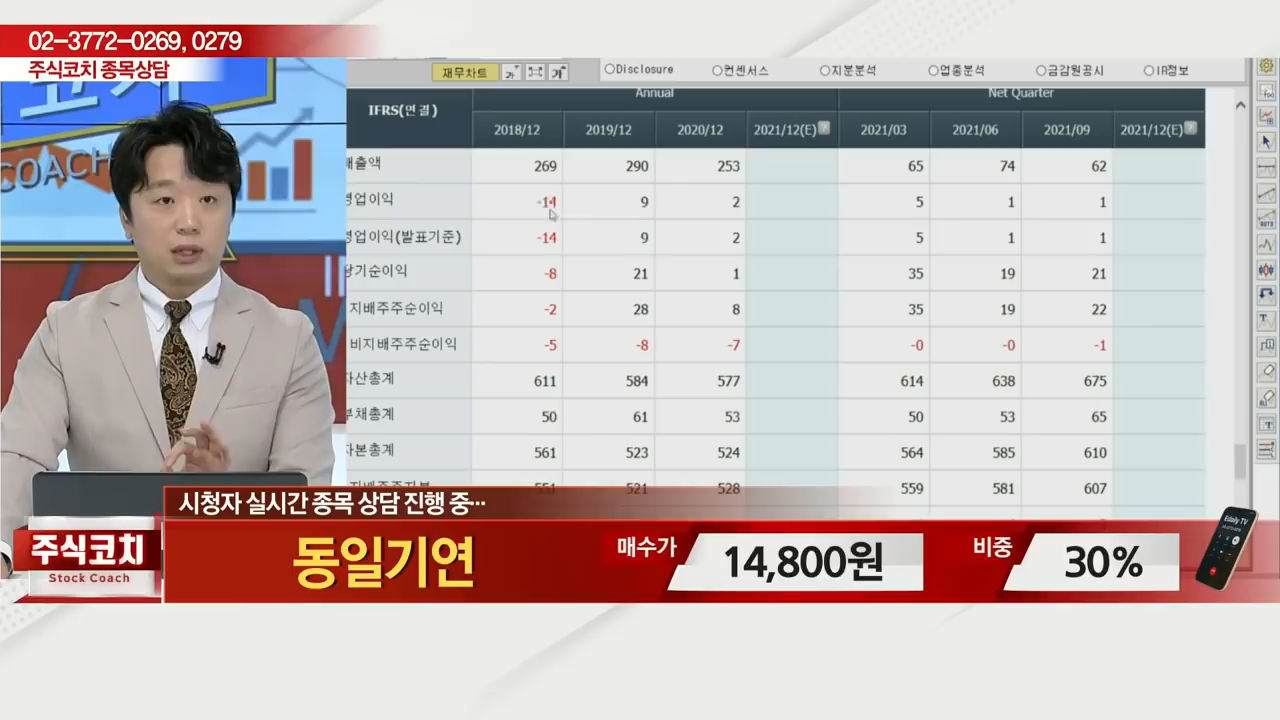 02-3772-0269, 0279
주식코치 종목상담
코치
COACH
재무차트 Disclosure 컨센서스 지분분석 업종분석 금감원공시 IR정보
IFRS(연결) Annual Net Quarter
2018/12 2019/12 2020/12 2021/12(E) 2021/03 2021/06 2021/09 2021/12(E)
매출액 269 290 253 65 74 62
영업이익 -14 9 2 5 1 1
영업이익(발표기준) -14 9 2 5 1 1
당기순이익 -8 21 1 35 19 21
지배주주순이익 -2 28 8 35 19 22
비지배주주순이익 -5 -8 -7 -0 -0 -1
자산총계 611 584 577 614 638 675
부채총계 50 61 53 50 53 65
자본총계 561 523 524 564 585 610
551 521 528 559 581 607
시청자 실시간 종목 상담 진행 중...
주식코치
Stock Coach
동일기연 매수가 14,800원 비중 30%
Edaily TV